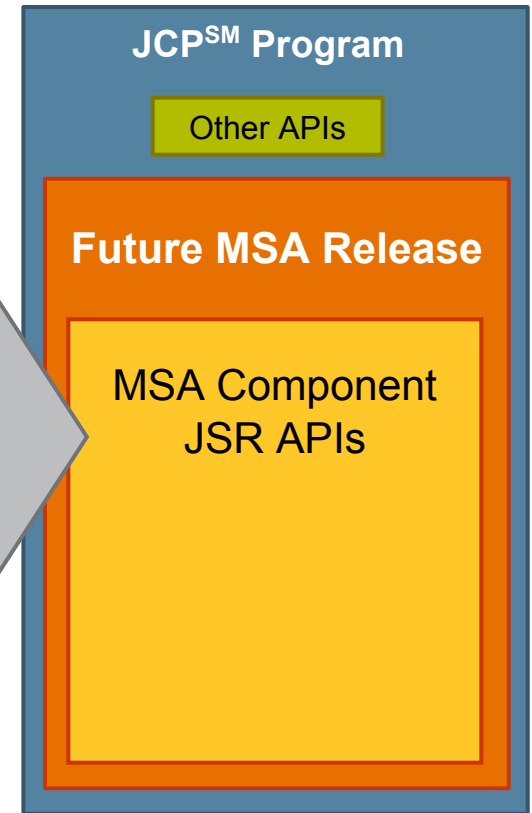 JCP℠ Program
Other APIs
Future MSA Release
MSA Component
JSR APIs